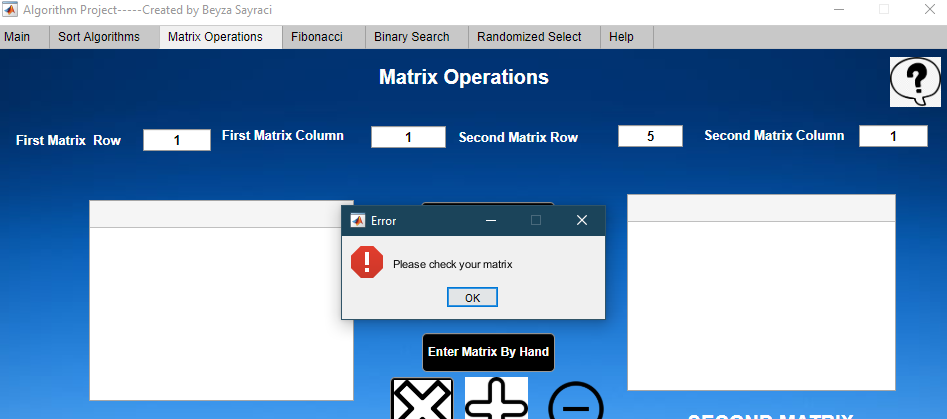 Algorithm Project-----Created by Beyza Sayraci
Main Sort Algorithms Matrix Operations Fibonacci Binary Search Randomized Select Help
Matrix Operations
First Matrix Row 1 First Matrix Column 1 Second Matrix Row 5 Second Matrix Column 1
Error
Please check your matrix
OK
Enter Matrix By Hand
SECOND MATRIX